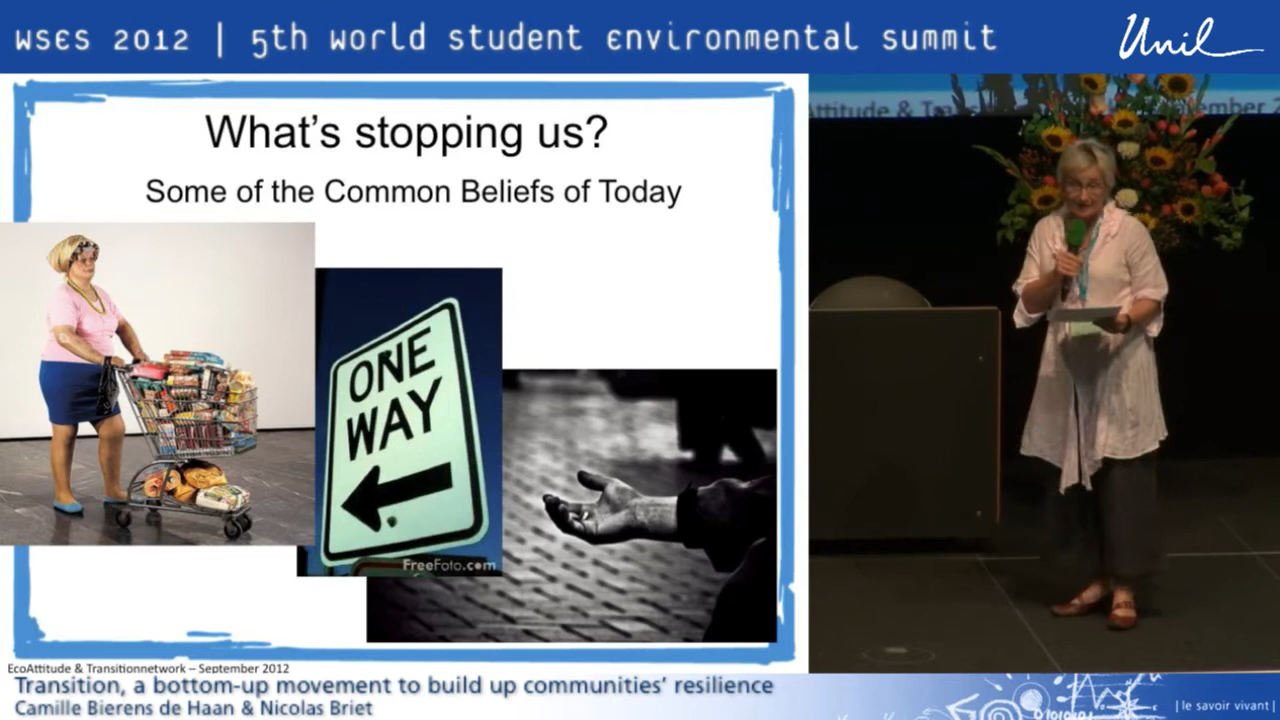 WSES 2012 | 5th world student environmental summit
Unil
What's stopping us?
Some of the Common Beliefs of Today
ONE
WAY
FreeFoto.com
EcoAttitude & Transitionnetwork – September 2012
Transition, a bottom-up movement to build up communities' resilience
Camille Bierens de Haan & Nicolas Briet
| le savoir vivant |